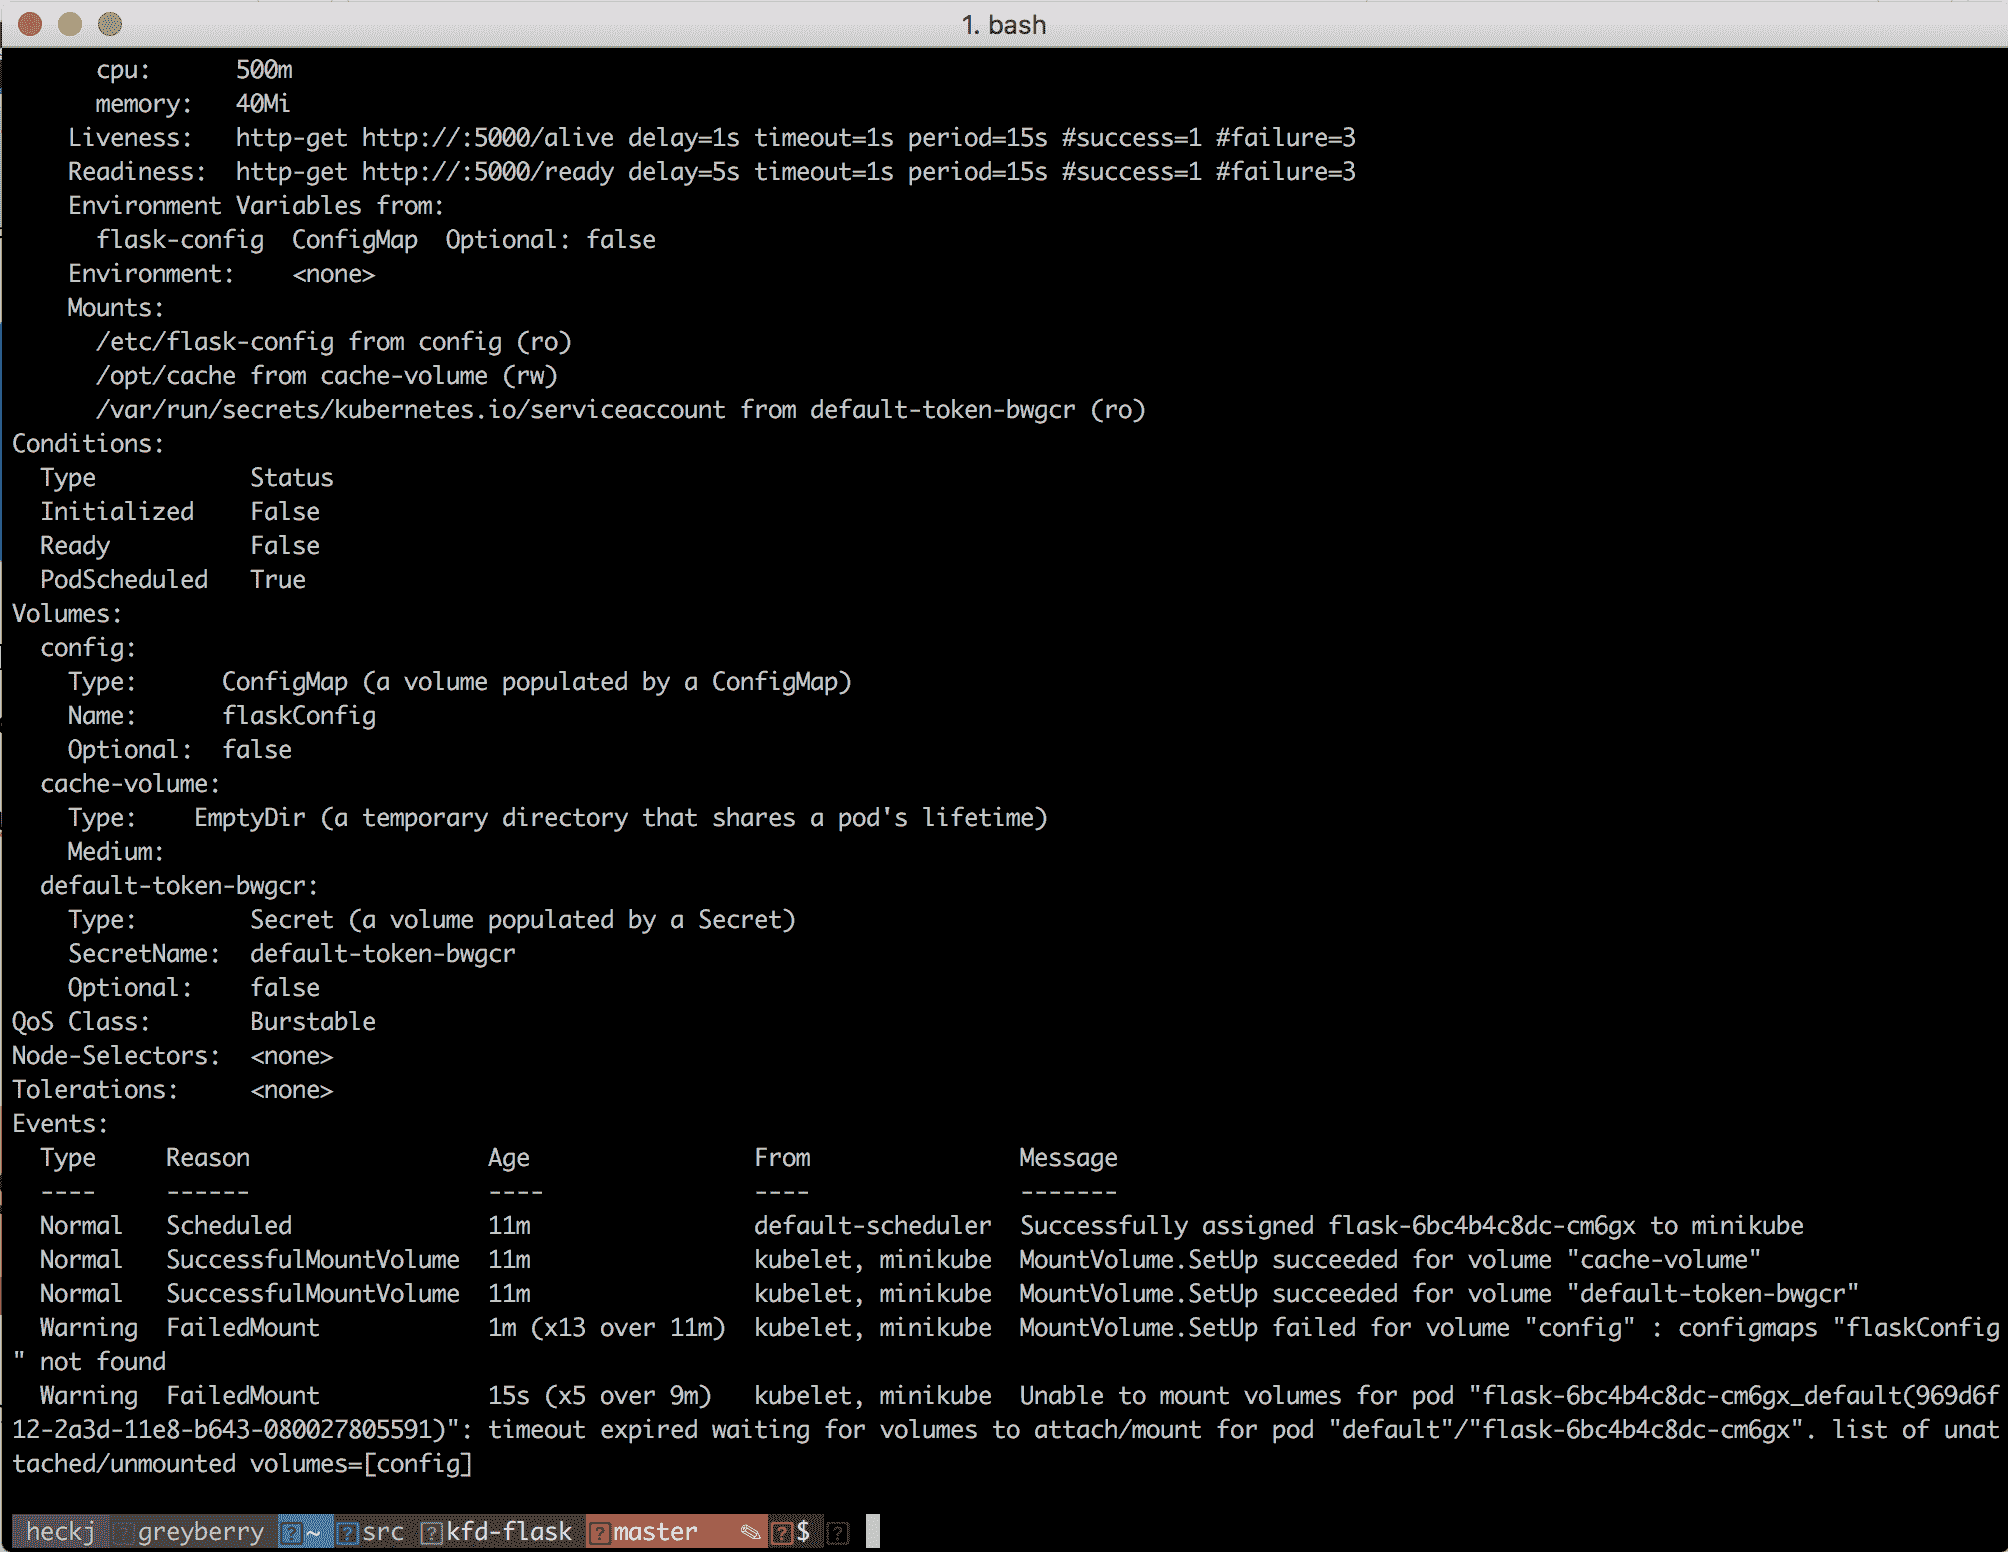 1. bash
      cpu:      500m
      memory:   40Mi
    Liveness:   http-get http://:5000/alive delay=1s timeout=1s period=15s #success=1 #failure=3
    Readiness:  http-get http://:5000/ready delay=5s timeout=1s period=15s #success=1 #failure=3
    Environment Variables from:
      flask-config  ConfigMap  Optional: false
    Environment:    <none>
    Mounts:
      /etc/flask-config from config (ro)
      /opt/cache from cache-volume (rw)
      /var/run/secrets/kubernetes.io/serviceaccount from default-token-bwgcr (ro)
Conditions:
  Type           Status
  Initialized    False
  Ready          False
  PodScheduled   True
Volumes:
  config:
    Type:      ConfigMap (a volume populated by a ConfigMap)
    Name:      flaskConfig
    Optional:  false
  cache-volume:
    Type:    EmptyDir (a temporary directory that shares a pod's lifetime)
    Medium:
  default-token-bwgcr:
    Type:        Secret (a volume populated by a Secret)
    SecretName:  default-token-bwgcr
    Optional:    false
QoS Class:       Burstable
Node-Selectors:  <none>
Tolerations:     <none>
Events:
  Type     Reason                 Age                From               Message
  ----     ------                 ----               ----               -------
  Normal   Scheduled              11m                default-scheduler  Successfully assigned flask-6bc4b4c8dc-cm6gx to minikube
  Normal   SuccessfulMountVolume  11m                kubelet, minikube  MountVolume.SetUp succeeded for volume "cache-volume"
  Normal   SuccessfulMountVolume  11m                kubelet, minikube  MountVolume.SetUp succeeded for volume "default-token-bwgcr"
  Warning  FailedMount            1m (x13 over 11m)  kubelet, minikube  MountVolume.SetUp failed for volume "config" : configmaps "flaskConfig
" not found
  Warning  FailedMount            15s (x5 over 9m)   kubelet, minikube  Unable to mount volumes for pod "flask-6bc4b4c8dc-cm6gx_default(969d6f
12-2a3d-11e8-b643-080027805591)": timeout expired waiting for volumes to attach/mount for pod "default"/"flask-6bc4b4c8dc-cm6gx". list of unat
tached/unmounted volumes=[config]
heckj greyberry ~ src kfd-flask master ✎ $